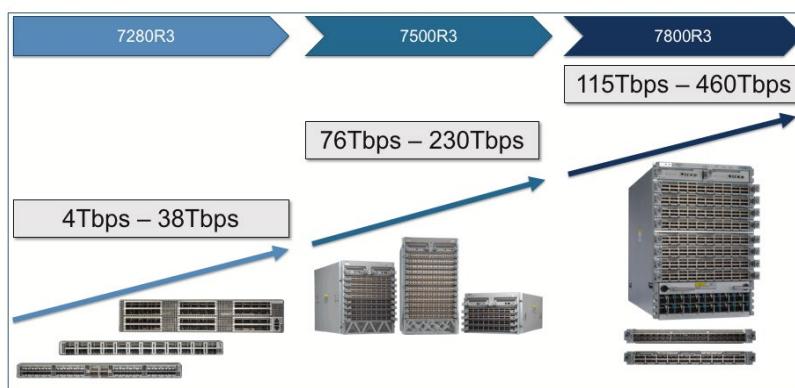 7280R3
7500R3
7800R3
115Tbps – 460Tbps
76Tbps – 230Tbps
4Tbps – 38Tbps